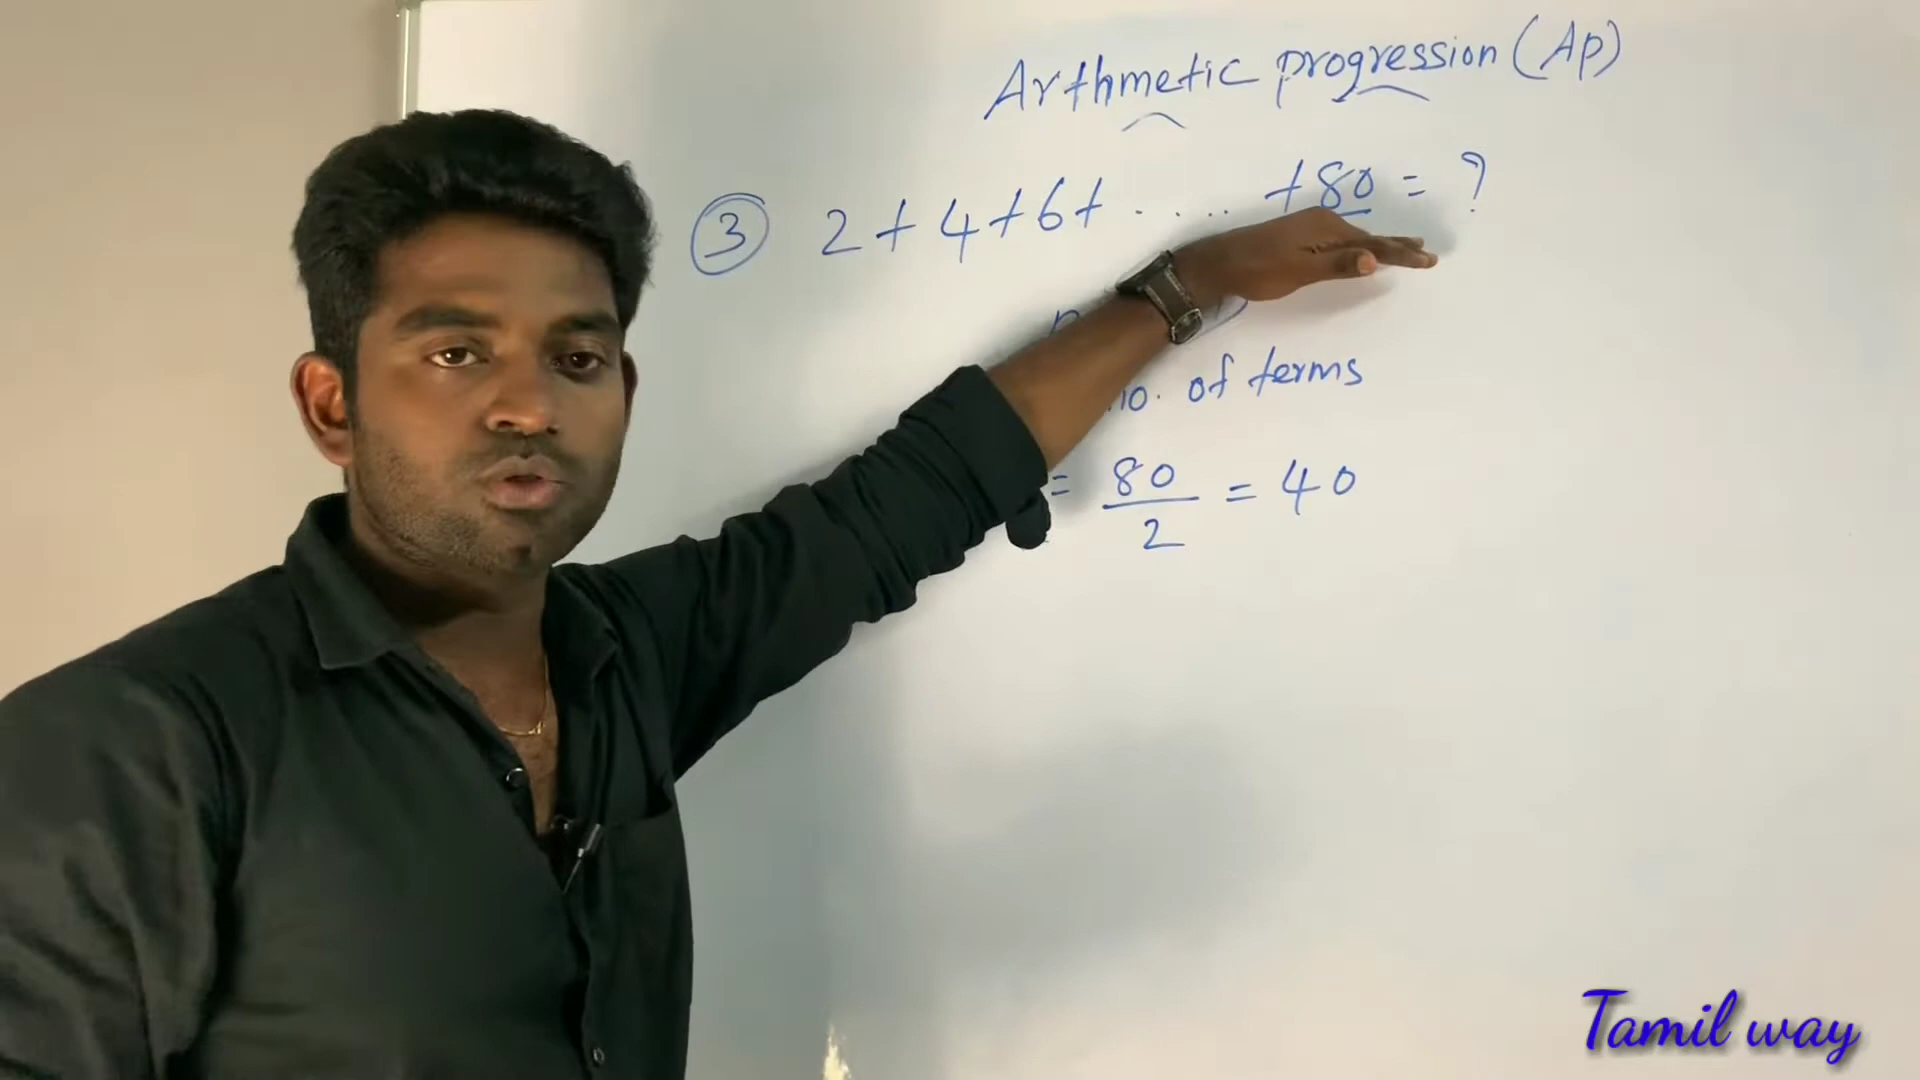 Arthmetic progression (Ap)
③ 2 + 4 + 6 + ..... + 80 = ?
no. of terms
= 80/2 = 40
Tamil way